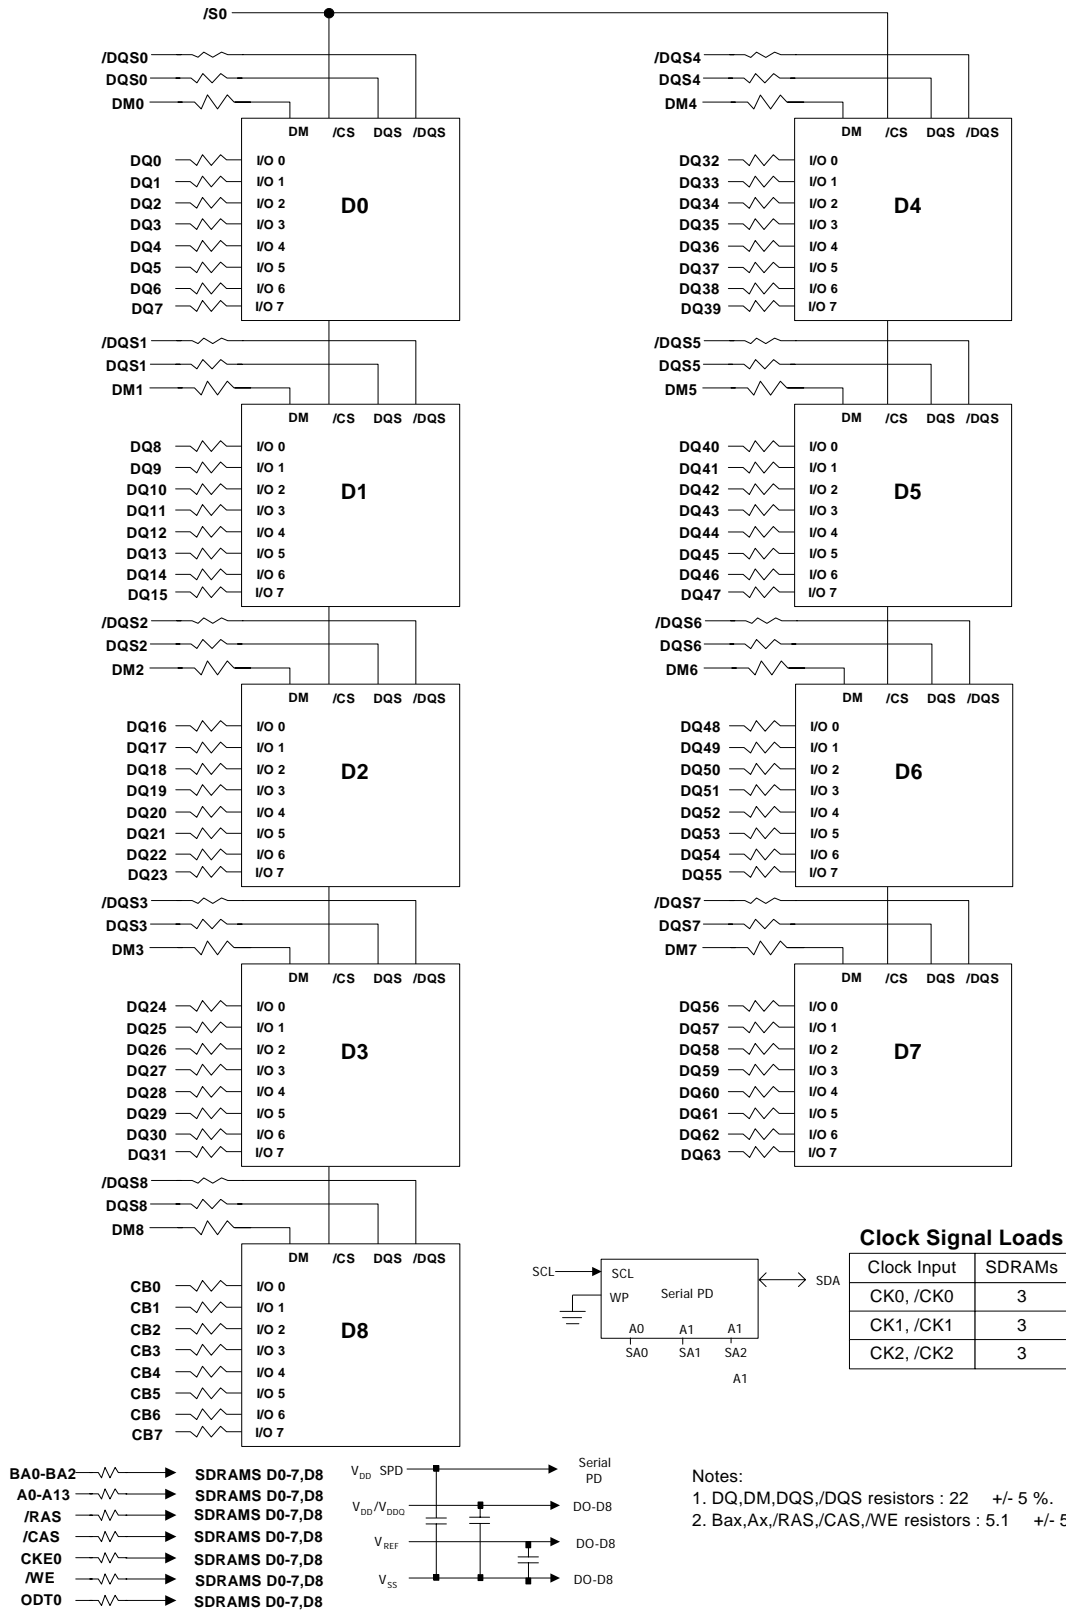 /S0
/DQS0
DQS0
DM0
DM /CS DQS /DQS
DQ0 I/O 0
DQ1 I/O 1
DQ2 I/O 2
DQ3 I/O 3
DQ4 I/O 4
DQ5 I/O 5
DQ6 I/O 6
DQ7 I/O 7
D0
/DQS1
DQS1
DM1
DM /CS DQS /DQS
DQ8 I/O 0
DQ9 I/O 1
DQ10 I/O 2
DQ11 I/O 3
DQ12 I/O 4
DQ13 I/O 5
DQ14 I/O 6
DQ15 I/O 7
D1
/DQS2
DQS2
DM2
DM /CS DQS /DQS
DQ16 I/O 0
DQ17 I/O 1
DQ18 I/O 2
DQ19 I/O 3
DQ20 I/O 4
DQ21 I/O 5
DQ22 I/O 6
DQ23 I/O 7
D2
/DQS3
DQS3
DM3
DM /CS DQS /DQS
DQ24 I/O 0
DQ25 I/O 1
DQ26 I/O 2
DQ27 I/O 3
DQ28 I/O 4
DQ29 I/O 5
DQ30 I/O 6
DQ31 I/O 7
D3
/DQS8
DQS8
DM8
DM /CS DQS /DQS
CB0 I/O 0
CB1 I/O 1
CB2 I/O 2
CB3 I/O 3
CB4 I/O 4
CB5 I/O 5
CB6 I/O 6
CB7 I/O 7
D8
/DQS4
DQS4
DM4
DM /CS DQS /DQS
DQ32 I/O 0
DQ33 I/O 1
DQ34 I/O 2
DQ35 I/O 3
DQ36 I/O 4
DQ37 I/O 5
DQ38 I/O 6
DQ39 I/O 7
D4
/DQS5
DQS5
DM5
DM /CS DQS /DQS
DQ40 I/O 0
DQ41 I/O 1
DQ42 I/O 2
DQ43 I/O 3
DQ44 I/O 4
DQ45 I/O 5
DQ46 I/O 6
DQ47 I/O 7
D5
/DQS6
DQS6
DM6
DM /CS DQS /DQS
DQ48 I/O 0
DQ49 I/O 1
DQ50 I/O 2
DQ51 I/O 3
DQ52 I/O 4
DQ53 I/O 5
DQ54 I/O 6
DQ55 I/O 7
D6
/DQS7
DQS7
DM7
DM /CS DQS /DQS
DQ56 I/O 0
DQ57 I/O 1
DQ58 I/O 2
DQ59 I/O 3
DQ60 I/O 4
DQ61 I/O 5
DQ62 I/O 6
DQ63 I/O 7
D7
SCL SCL
WP Serial PD SDA
A0 A1 A1
SA0 SA1 SA2
A1
Clock Signal Loads
Clock Input SDRAMs
CK0, /CK0 3
CK1, /CK1 3
CK2, /CK2 3
BA0-BA2 SDRAMS D0-7,D8
A0-A13 SDRAMS D0-7,D8
/RAS SDRAMS D0-7,D8
/CAS SDRAMS D0-7,D8
CKE0 SDRAMS D0-7,D8
/WE SDRAMS D0-7,D8
ODT0 SDRAMS D0-7,D8
VDD SPD Serial PD
VDD/VDDQ DO-D8
VREF DO-D8
VSS DO-D8
Notes:
1. DQ,DM,DQS,/DQS resistors : 22 +/- 5 %.
2. Bax,Ax,/RAS,/CAS,/WE resistors : 5.1 +/- 5